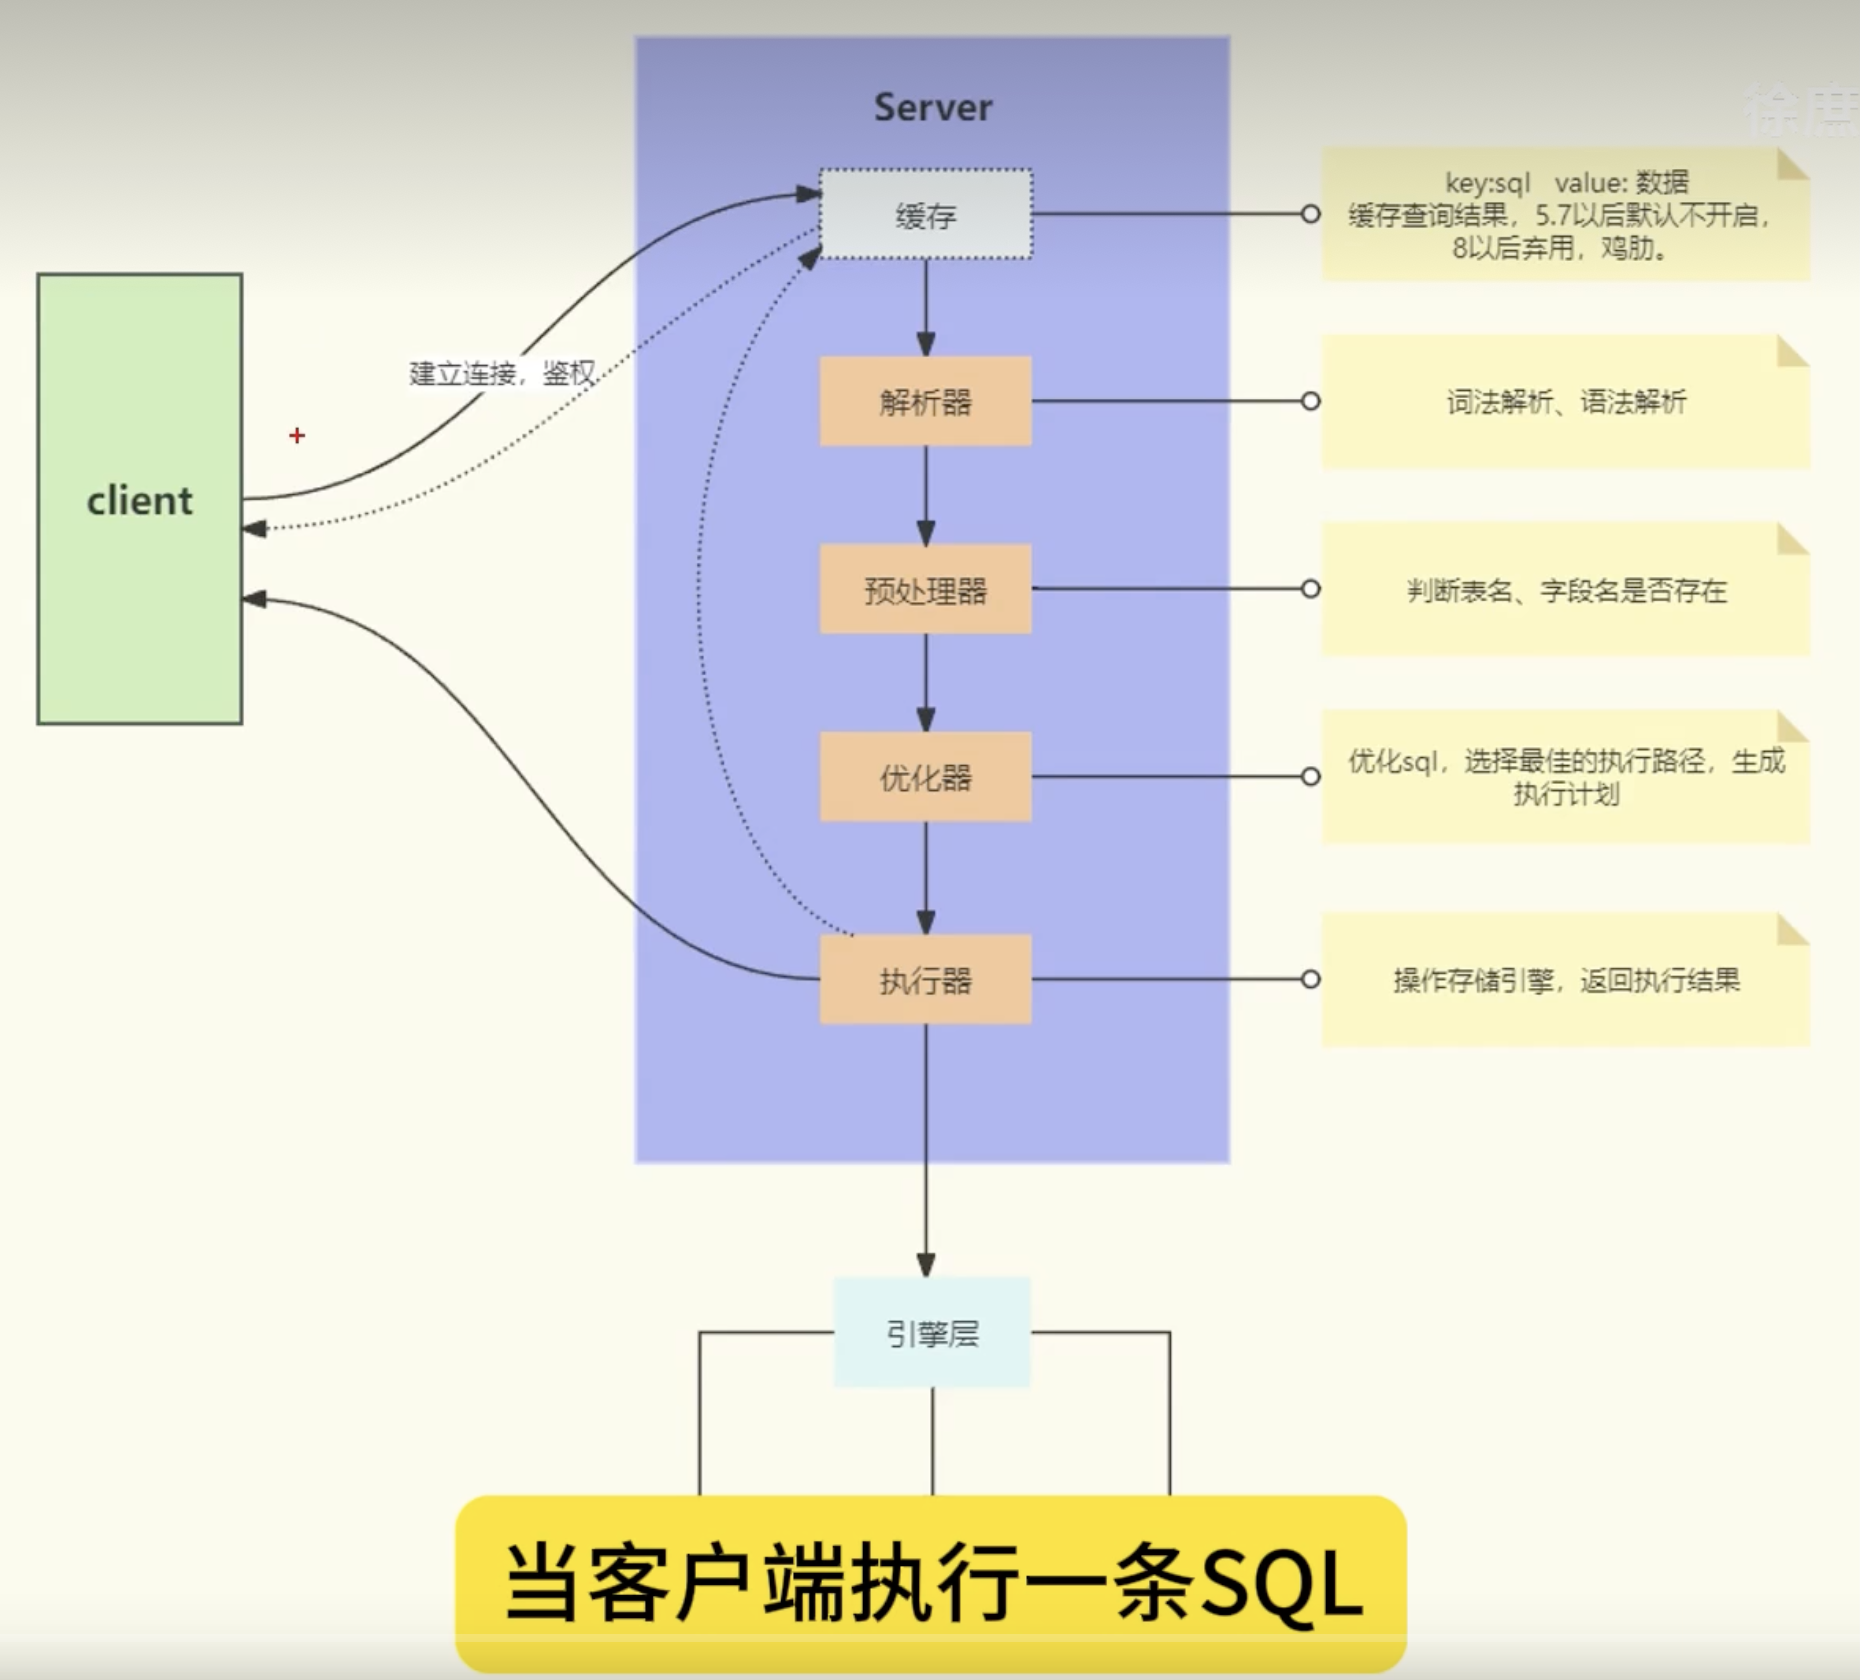 Server
徐庶
缓存
key:sql value: 数据
缓存查询结果，5.7以后默认不开启，
8以后弃用，鸡肋。
建立连接，鉴权
解析器
词法解析、语法解析
client
预处理器
判断表名、字段名是否存在
优化器
优化sql，选择最佳的执行路径，生成
执行计划
执行器
操作存储引擎，返回执行结果
引擎层
当客户端执行一条SQL